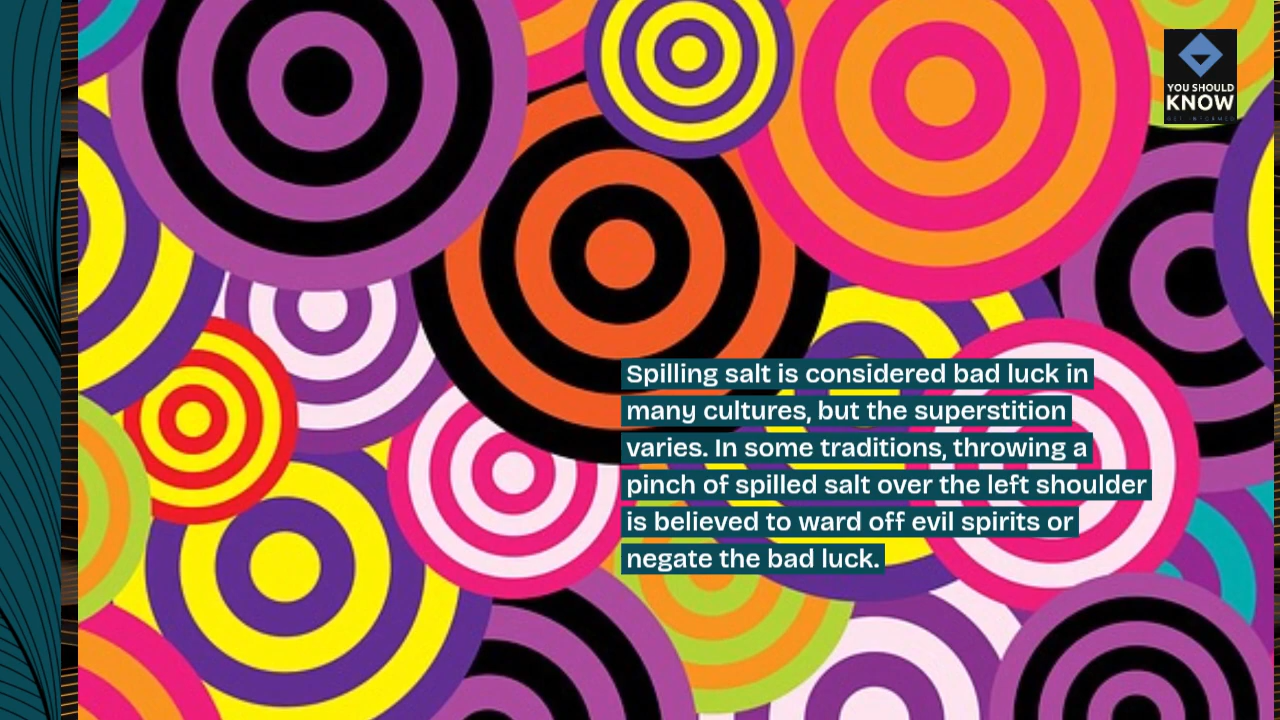 YOU SHOULD
KNOW
GET INFORMED
Spilling salt is considered bad luck in
many cultures, but the superstition
varies. In some traditions, throwing a
pinch of spilled salt over the left shoulder
is believed to ward off evil spirits or
negate the bad luck.